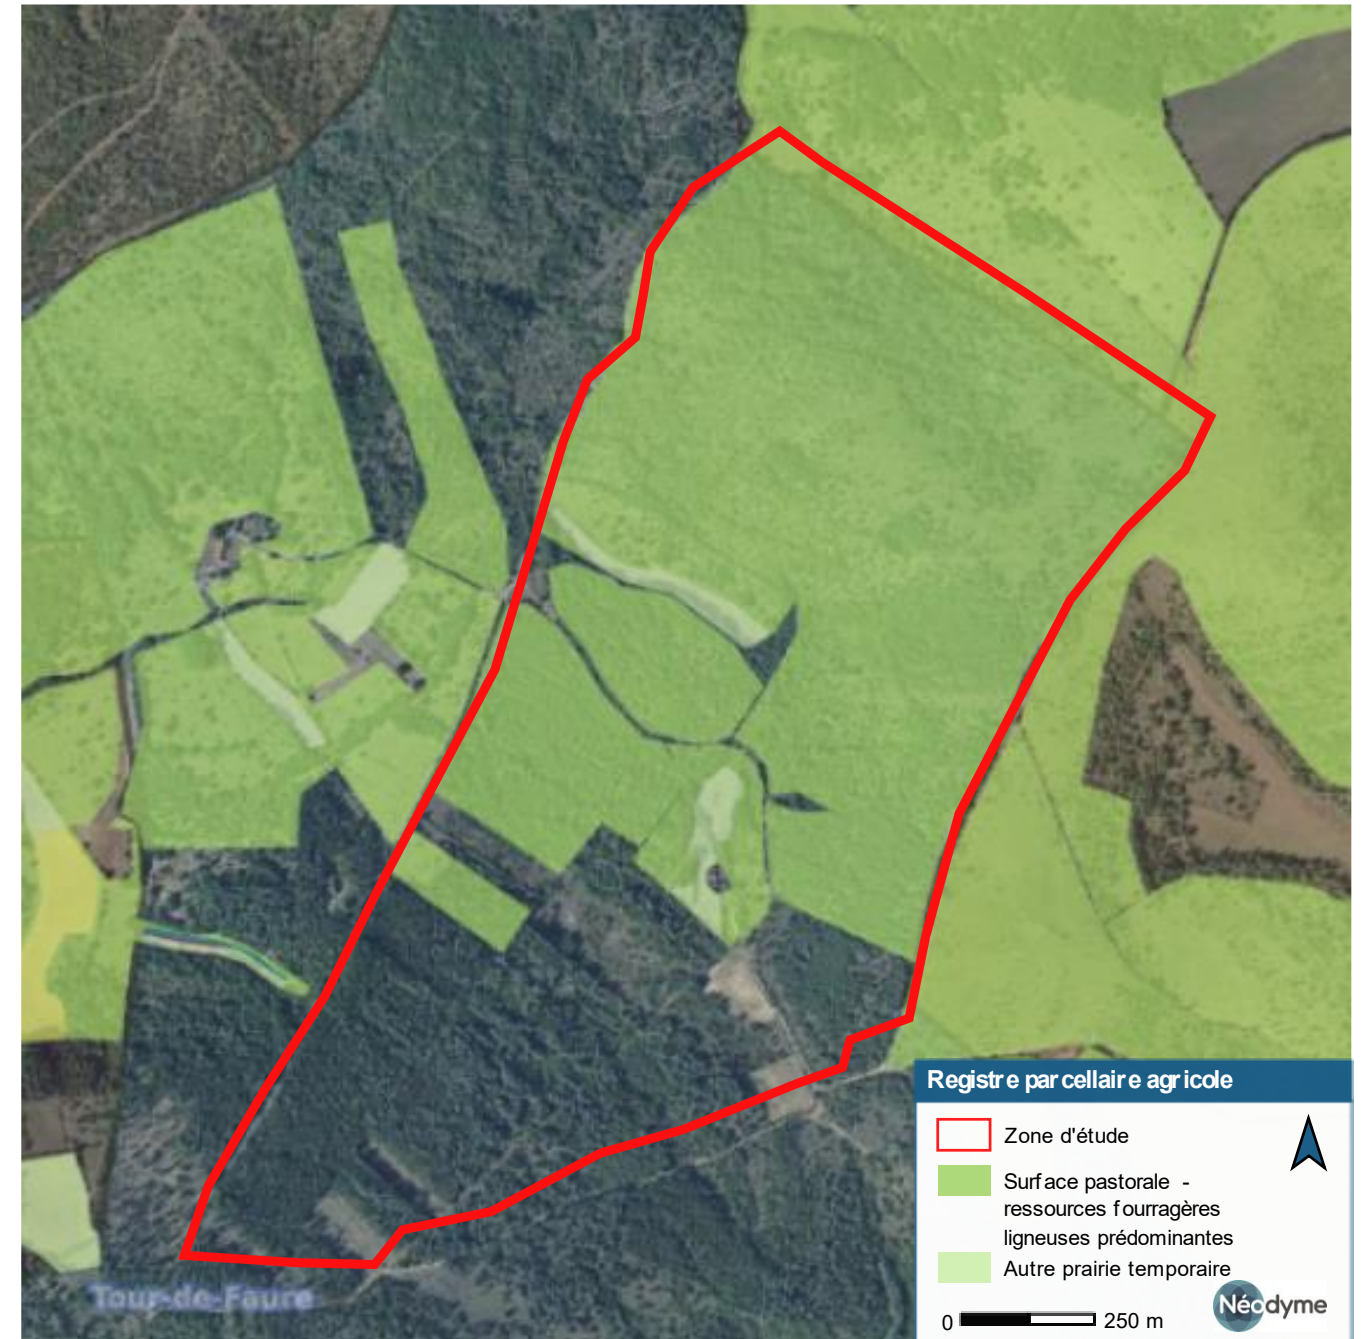 Tour-de-Faure
Registre parcellaire agricole
Zone d'étude
Surface pastorale -
ressources fourragères
ligneuses prédominantes
Autre prairie temporaire
0 250 m
Néodyme